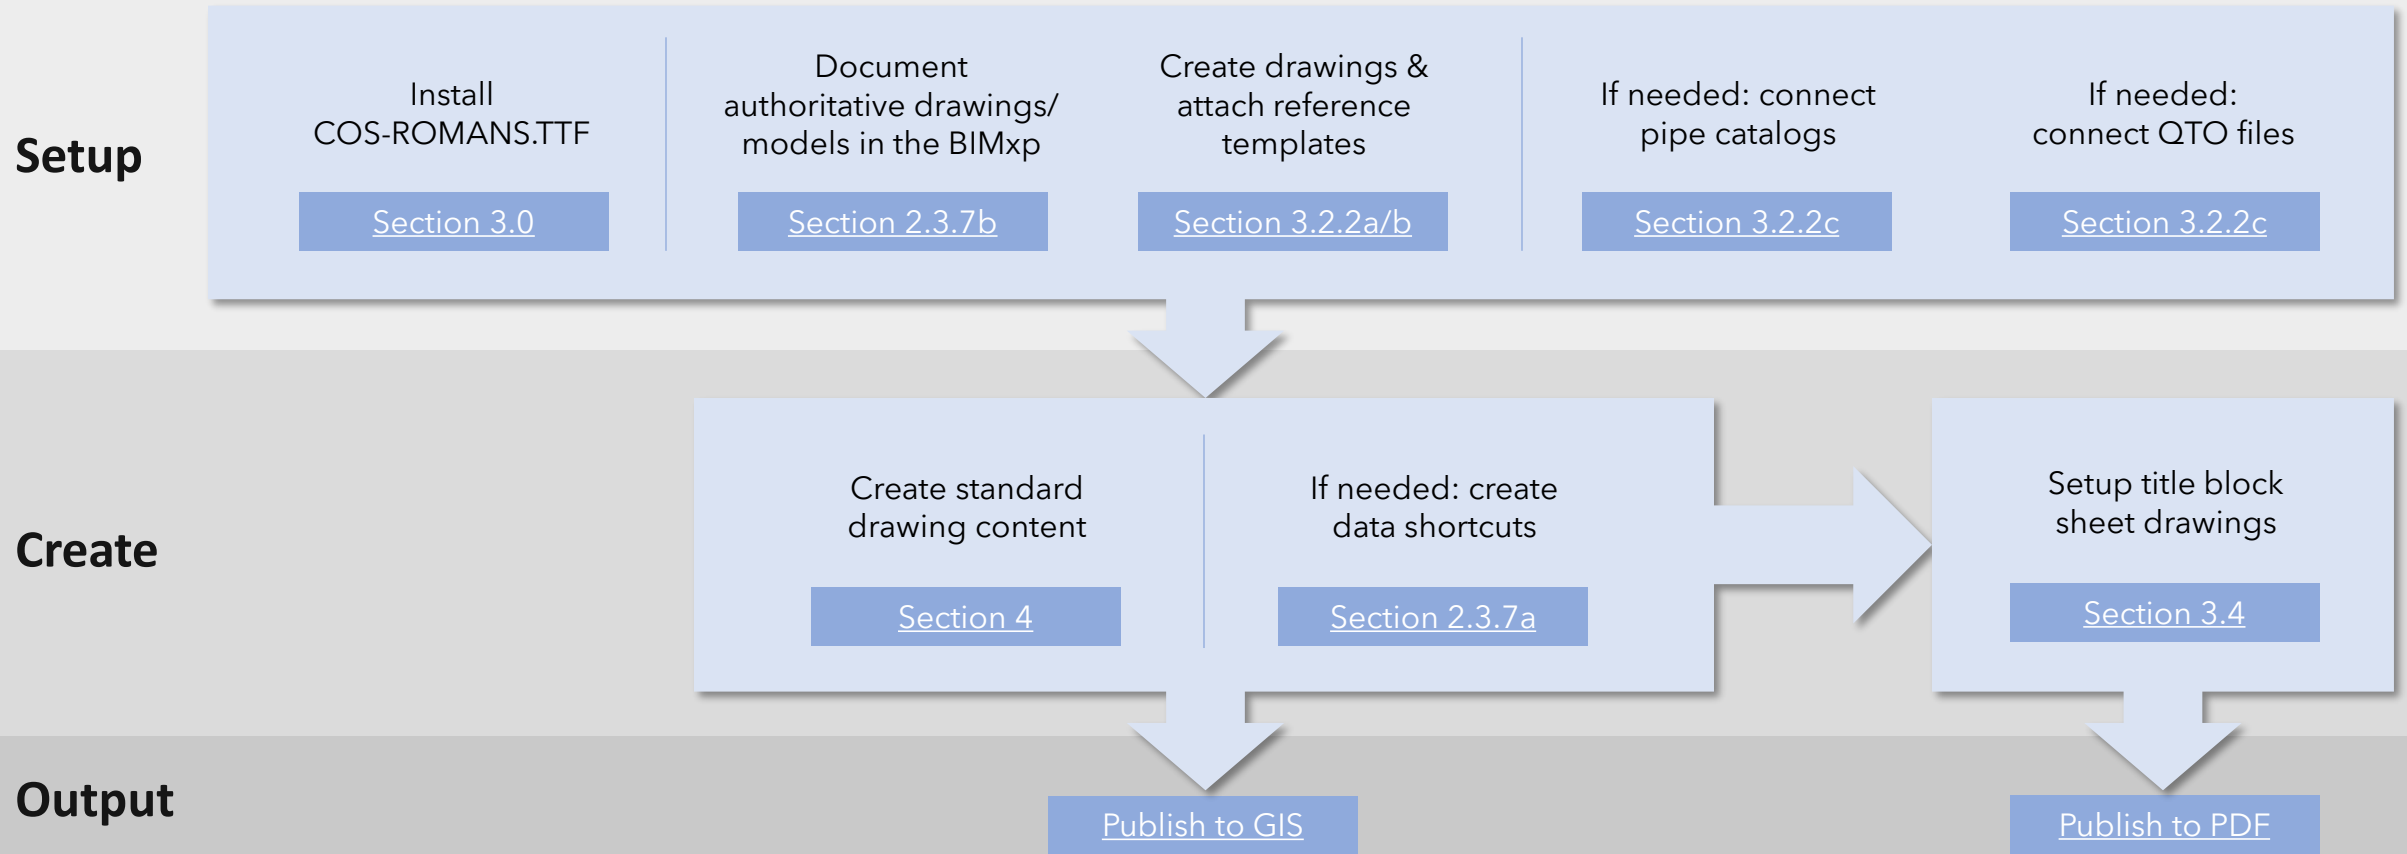 Setup
Install
COS-ROMANS.TTF
Section 3.0
Document
authoritative drawings/
models in the BIMxp
Section 2.3.7b
Create drawings &
attach reference
templates
Section 3.2.2a/b
If needed: connect
pipe catalogs
Section 3.2.2c
If needed:
connect QTO files
Section 3.2.2c
Create
Create standard
drawing content
Section 4
If needed: create
data shortcuts
Section 2.3.7a
Setup title block
sheet drawings
Section 3.4
Output
Publish to GIS
Publish to PDF